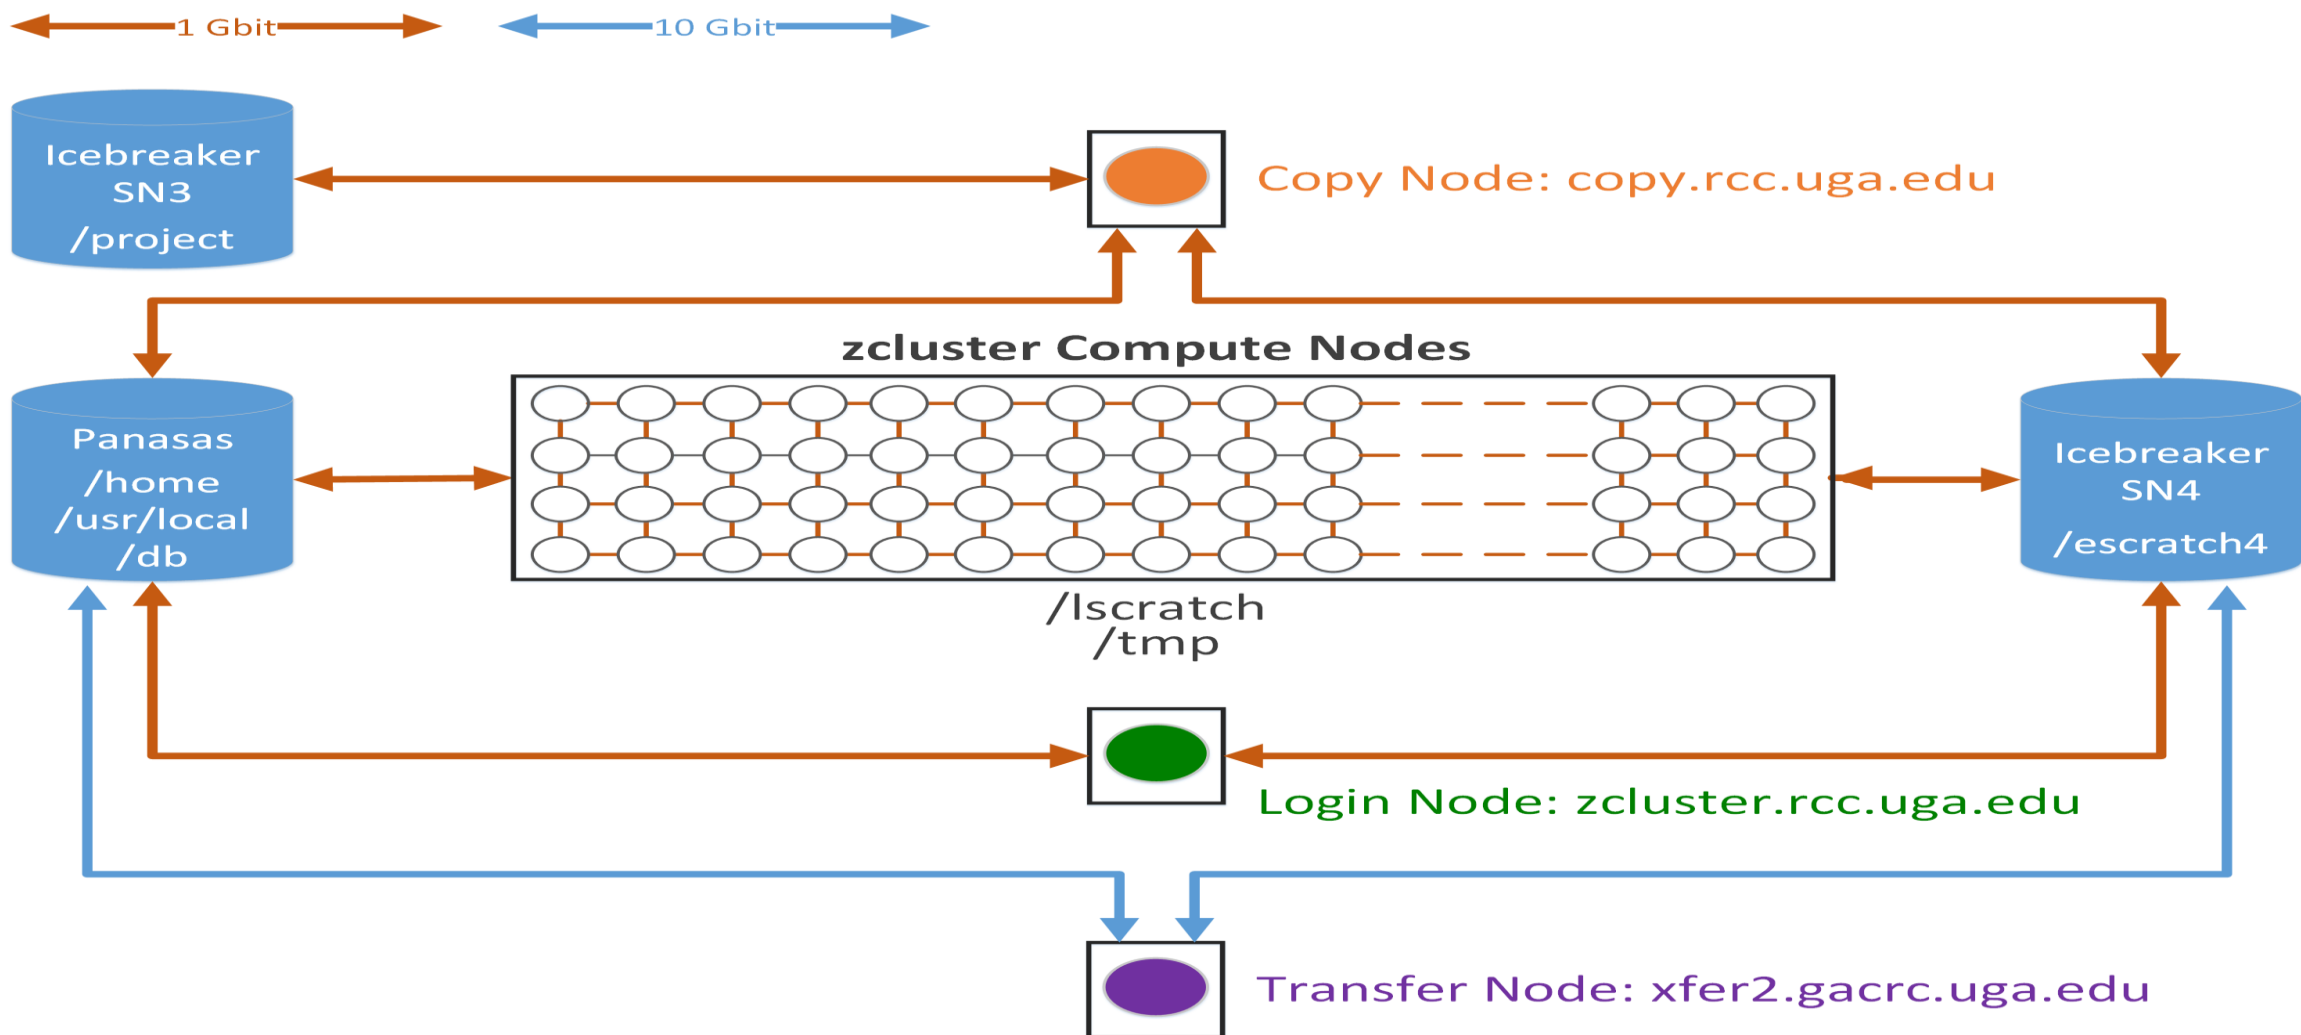 1 Gbit
10 Gbit
Icebreaker
SN3
/project
Copy Node: copy.rcc.uga.edu
zcluster Compute Nodes
Panasas
/home
/usr/local
/db
Icebreaker
SN4
/escratch4
/lscratch
/tmp
Login Node: zcluster.rcc.uga.edu
Transfer Node: xfer2.gacrc.uga.edu